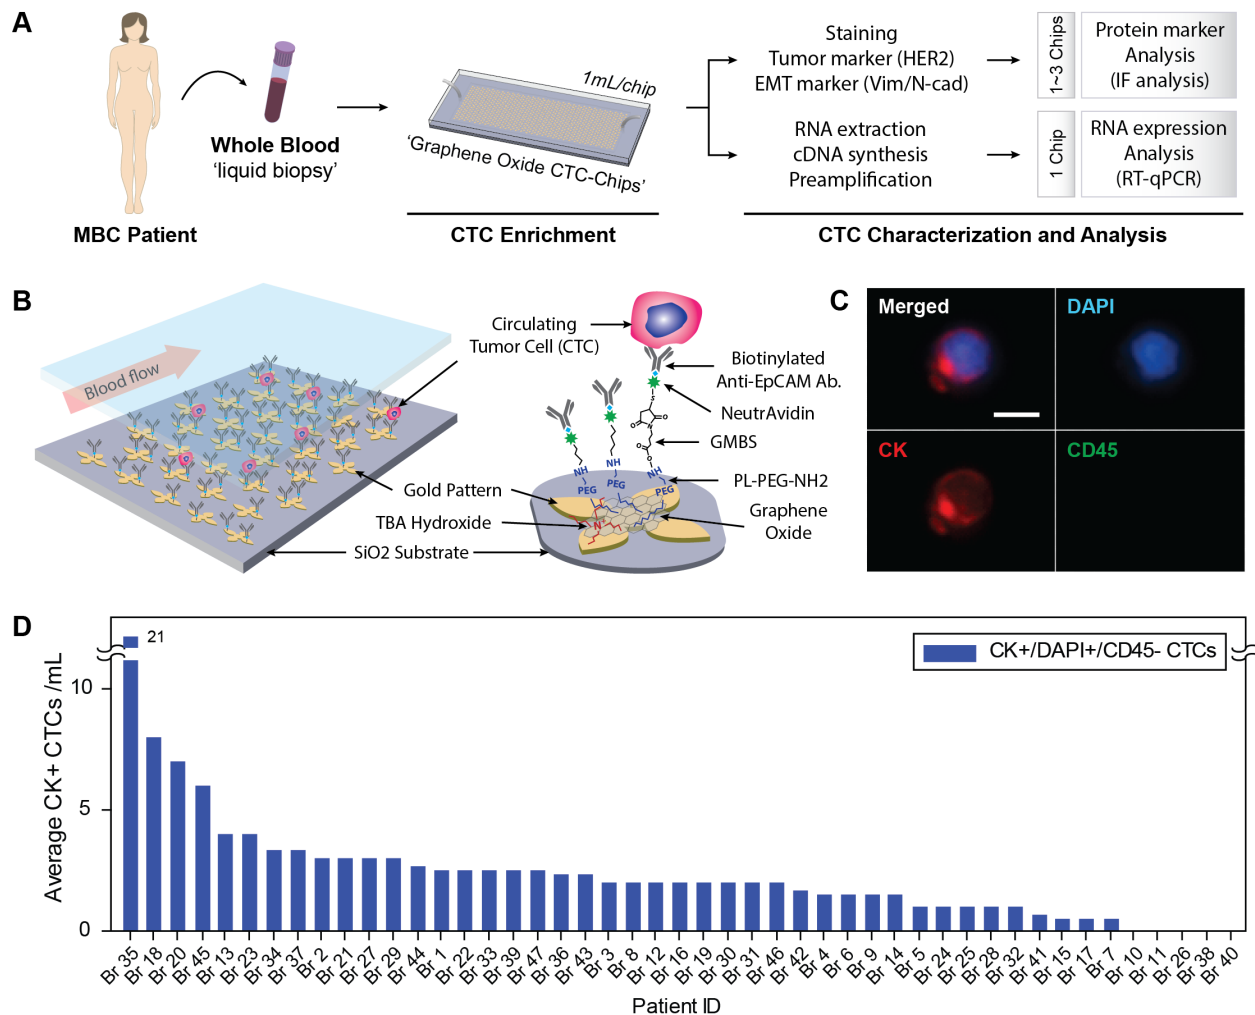 A
MBC Patient
Whole Blood
'liquid biopsy'
1mL/chip
'Graphene Oxide CTC-Chips'
CTC Enrichment
Staining
Tumor marker (HER2)
EMT marker (Vim/N-cad)
RNA extraction
cDNA synthesis
Preamplification
1~3 Chips
Protein marker
Analysis
(IF analysis)
1 Chip
RNA expression
Analysis
(RT-qPCR)
CTC Characterization and Analysis
B
Blood flow
Circulating
Tumor Cell (CTC)
Gold Pattern
TBA Hydroxide
SiO2 Substrate
Biotinylated
Anti-EpCAM Ab.
NeutrAvidin
GMBS
PL-PEG-NH2
Graphene
Oxide
S
O
O
N
O
O
NH
NH
NH
PEG
PEG
PEG
N
C
Merged
DAPI
CK
CD45
D
21
CK+/DAPI+/CD45- CTCs
Average CK+ CTCs /mL
10
5
0
Br 35
Br 18
Br 20
Br 45
Br 13
Br 23
Br 34
Br 37
Br 2
Br 21
Br 27
Br 29
Br 44
Br 1
Br 22
Br 33
Br 39
Br 47
Br 36
Br 43
Br 3
Br 8
Br 12
Br 16
Br 19
Br 30
Br 31
Br 46
Br 42
Br 4
Br 6
Br 9
Br 14
Br 5
Br 24
Br 25
Br 28
Br 32
Br 41
Br 15
Br 17
Br 7
Br 10
Br 11
Br 26
Br 38
Br 40
Patient ID